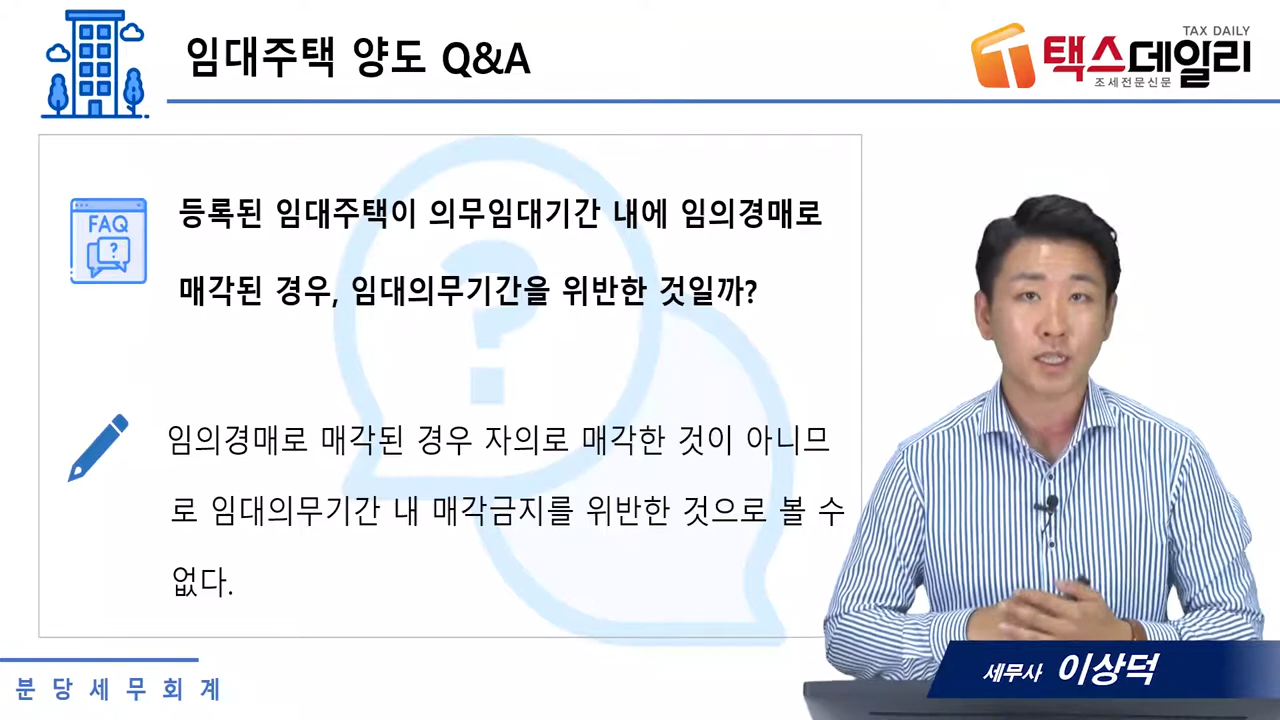 임대주택 양도 Q&A
TAX DAILY
택스데일리
조세전문신문
FAQ
?
등록된 임대주택이 의무임대기간 내에 임의경매로
매각된 경우, 임대의무기간을 위반한 것일까?
임의경매로 매각된 경우 자의로 매각한 것이 아니므
로 임대의무기간 내 매각금지를 위반한 것으로 볼 수
없다.
세무사 이상덕
분당세무회계